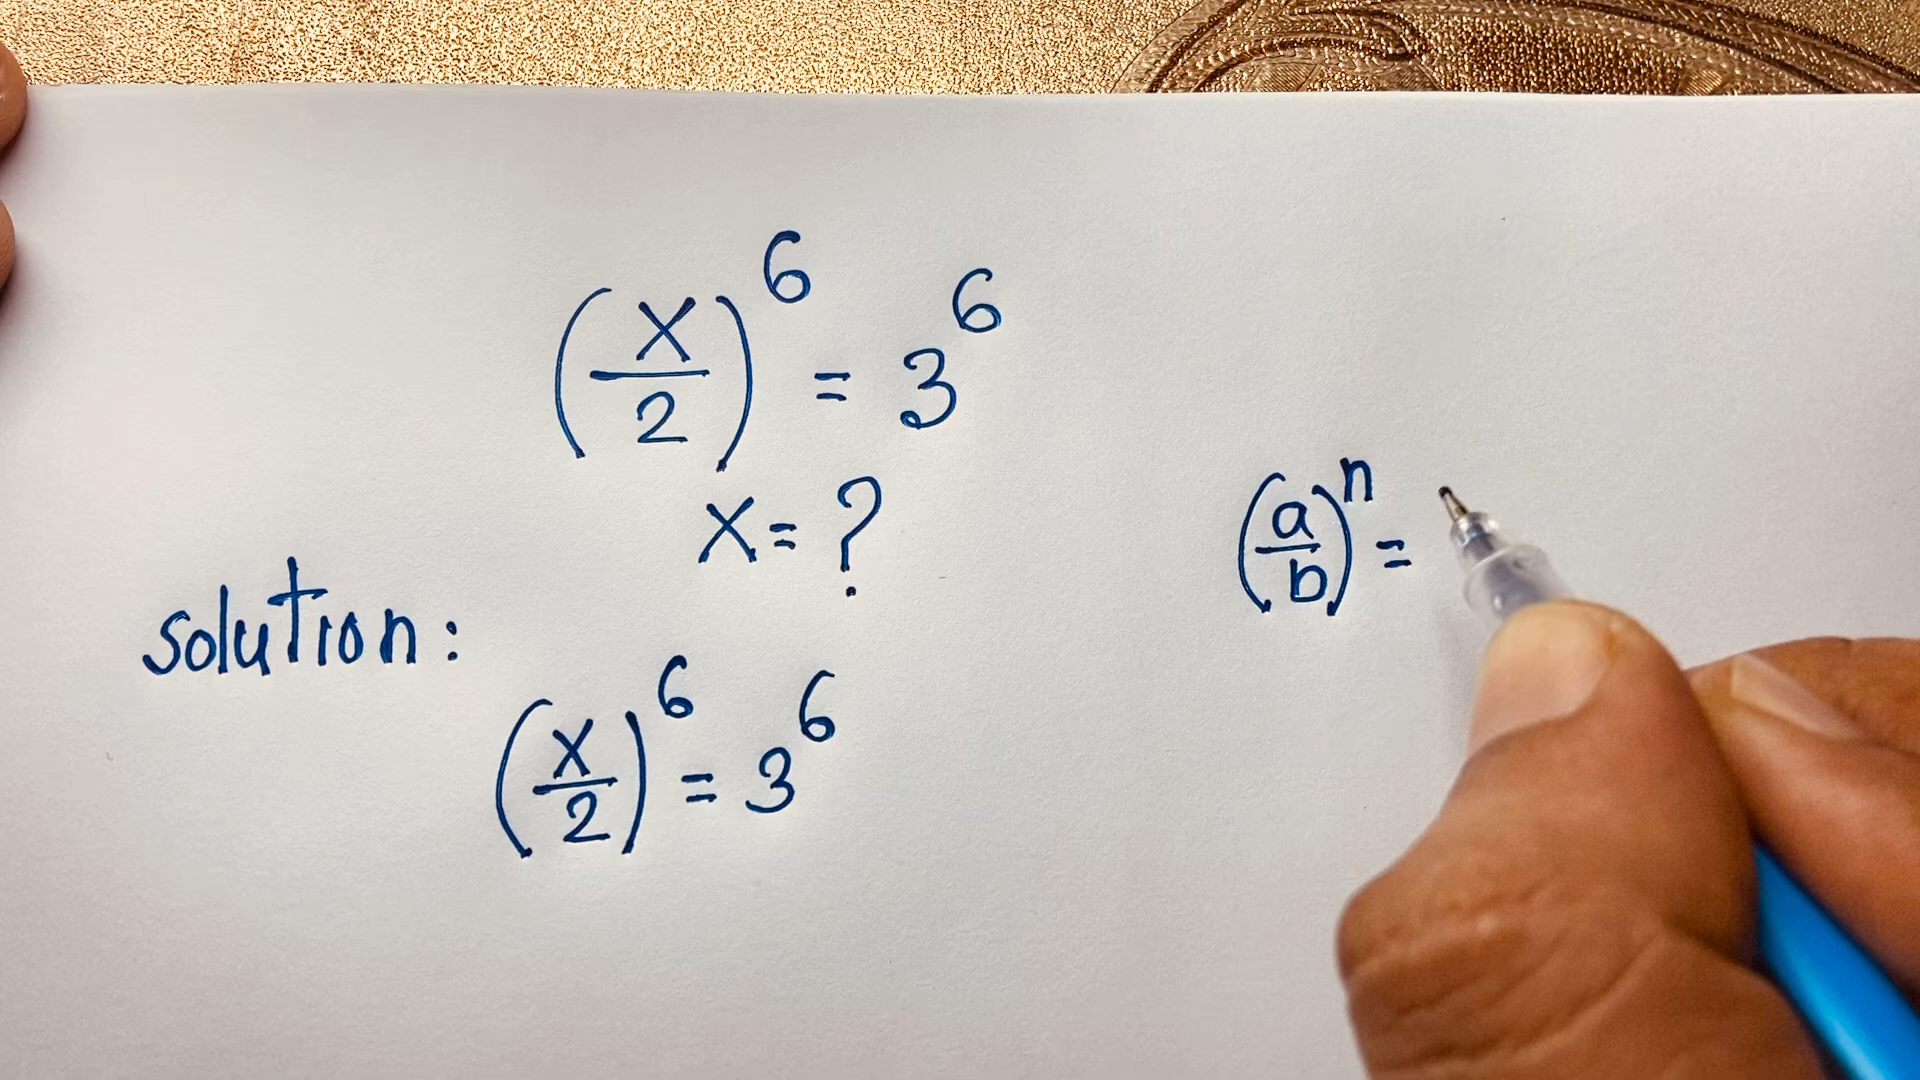 (x/2)^6 = 3^6
x = ?
(a/b)^n =
solution:
(x/2)^6 = 3^6